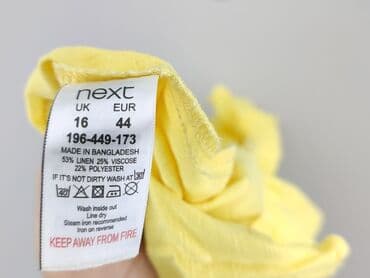 next
UK EUR
16 44
196-449-173
MADE IN BANGLADESH
53% LINEN 25% VISCOSE
22% POLYESTER
IF IT'S NOT DIRTY WASH AT 30°
40
Wash inside out
Line dry
Steam iron recommended
Iron on reverse
KEEP AWAY FROM FIRE